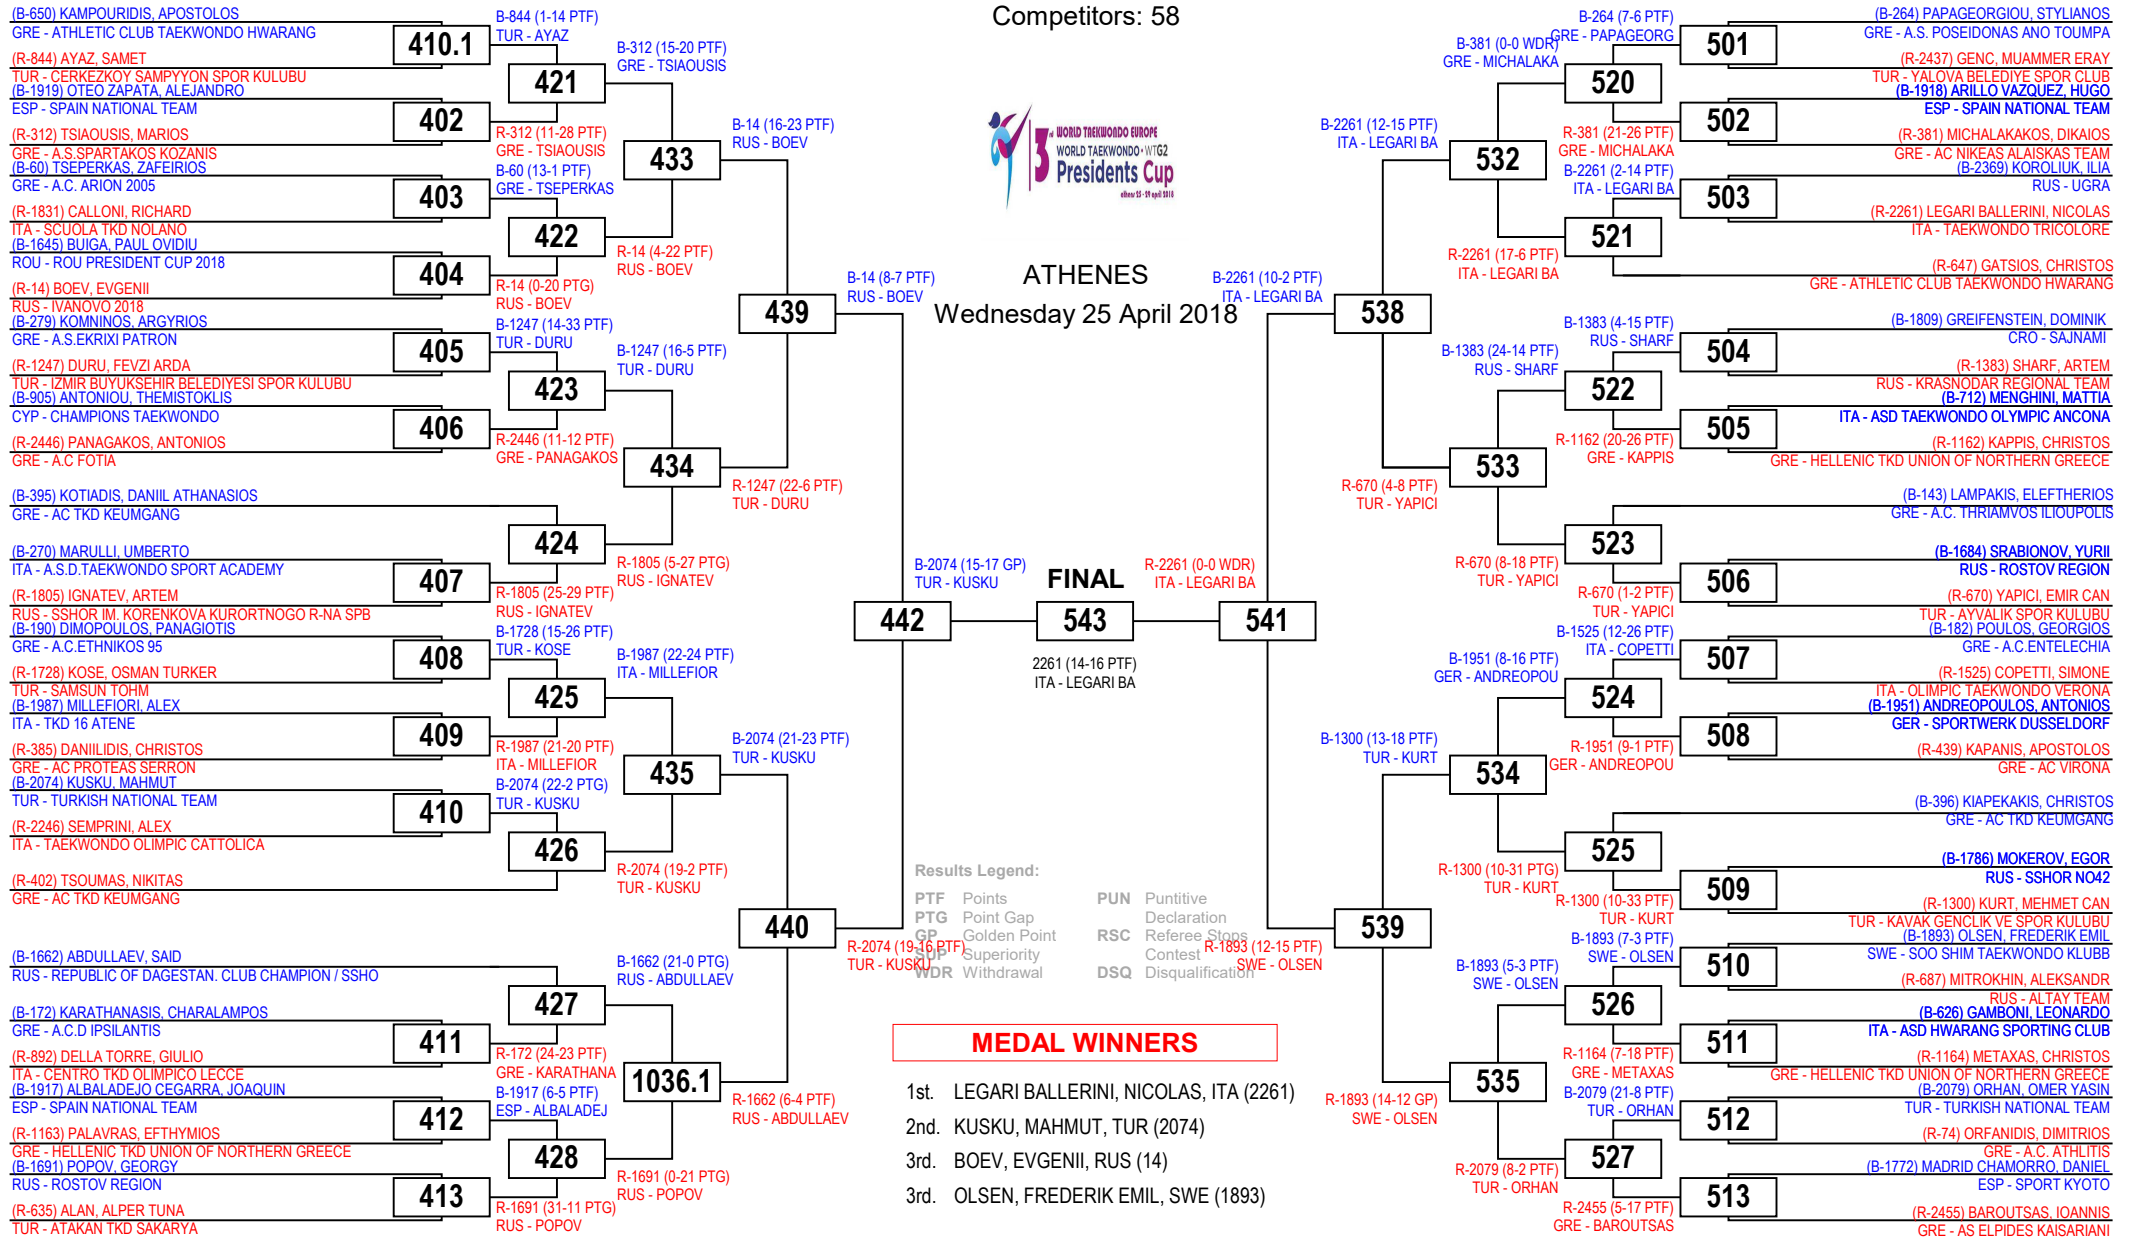 Competitors: 58
3rd WORLD TAEKWONDO EUROPE
WORLD TAEKWONDO • WTG2
Presidents Cup
athens 25 - 29 april 2018
ATHENES
Wednesday 25 April 2018
(B-650) KAMPOURIDIS, APOSTOLOS
GRE - ATHLETIC CLUB TAEKWONDO HWARANG
410.1
(R-844) AYAZ, SAMET
TUR - CERKEZKOY SAMPYYON SPOR KULUBU
(B-1919) OTEO ZAPATA, ALEJANDRO
ESP - SPAIN NATIONAL TEAM
402
(R-312) TSIAOUSIS, MARIOS
GRE - A.S.SPARTAKOS KOZANIS
(B-60) TSEPERKAS, ZAFEIRIOS
GRE - A.C. ARION 2005
403
(R-1831) CALLONI, RICHARD
ITA - SCUOLA TKD NOLANO
(B-1645) BUIGA, PAUL OVIDIU
ROU - ROU PRESIDENT CUP 2018
404
(R-14) BOEV, EVGENII
RUS - IVANOVO 2018
(B-279) KOMNINOS, ARGYRIOS
GRE - A.S.EKRIXI PATRON
405
(R-1247) DURU, FEVZI ARDA
TUR - IZMIR BUYUKSEHIR BELEDIYESI SPOR KULUBU
(B-905) ANTONIOU, THEMISTOKLIS
CYP - CHAMPIONS TAEKWONDO
406
(R-2446) PANAGAKOS, ANTONIOS
GRE - A.C FOTIA
(B-395) KOTIADIS, DANIIL ATHANASIOS
GRE - AC TKD KEUMGANG
(B-270) MARULLI, UMBERTO
ITA - A.S.D.TAEKWONDO SPORT ACADEMY
407
(R-1805) IGNATEV, ARTEM
RUS - SSHOR IM. KORENKOVA KURORTNOGO R-NA SPB
(B-190) DIMOPOULOS, PANAGIOTIS
GRE - A.C.ETHNIKOS 95
408
(R-1728) KOSE, OSMAN TURKER
TUR - SAMSUN TOHM
(B-1987) MILLEFIORI, ALEX
ITA - TKD 16 ATENE
409
(R-385) DANIILIDIS, CHRISTOS
GRE - AC PROTEAS SERRON
(B-2074) KUSKU, MAHMUT
TUR - TURKISH NATIONAL TEAM
410
(R-2246) SEMPRINI, ALEX
ITA - TAEKWONDO OLIMPIC CATTOLICA
(R-402) TSOUMAS, NIKITAS
GRE - AC TKD KEUMGANG
(B-1662) ABDULLAEV, SAID
RUS - REPUBLIC OF DAGESTAN. CLUB CHAMPION / SSHO
(B-172) KARATHANASIS, CHARALAMPOS
GRE - A.C.D IPSILANTIS
411
(R-892) DELLA TORRE, GIULIO
ITA - CENTRO TKD OLIMPICO LECCE
(B-1917) ALBALADEJO CEGARRA, JOAQUIN
ESP - SPAIN NATIONAL TEAM
412
(R-1163) PALAVRAS, EFTHYMIOS
GRE - HELLENIC TKD UNION OF NORTHERN GREECE
(B-1691) POPOV, GEORGY
RUS - ROSTOV REGION
413
(R-635) ALAN, ALPER TUNA
TUR - ATAKAN TKD SAKARYA
B-844 (1-14 PTF)
TUR - AYAZ
421
R-312 (11-28 PTF)
GRE - TSIAOUSIS
B-60 (13-1 PTF)
GRE - TSEPERKAS
422
R-14 (0-20 PTG)
RUS - BOEV
B-1247 (14-33 PTF)
TUR - DURU
423
R-2446 (11-12 PTF)
GRE - PANAGAKOS
424
R-1805 (25-29 PTF)
RUS - IGNATEV
B-1728 (15-26 PTF)
TUR - KOSE
425
R-1987 (21-20 PTF)
ITA - MILLEFIOR
B-2074 (22-2 PTG)
TUR - KUSKU
426
427
R-172 (24-23 PTF)
GRE - KARATHANA
B-1917 (6-5 PTF)
ESP - ALBALADEJ
428
R-1691 (31-11 PTG)
RUS - POPOV
B-312 (15-20 PTF)
GRE - TSIAOUSIS
433
R-14 (4-22 PTF)
RUS - BOEV
B-1247 (16-5 PTF)
TUR - DURU
434
R-1805 (5-27 PTG)
RUS - IGNATEV
B-1987 (22-24 PTF)
ITA - MILLEFIOR
435
R-2074 (19-2 PTF)
TUR - KUSKU
B-1662 (21-0 PTG)
RUS - ABDULLAEV
1036.1
R-1691 (0-21 PTG)
RUS - POPOV
B-14 (16-23 PTF)
RUS - BOEV
439
R-1247 (22-6 PTF)
TUR - DURU
B-2074 (21-23 PTF)
TUR - KUSKU
440
R-1662 (6-4 PTF)
RUS - ABDULLAEV
B-14 (8-7 PTF)
RUS - BOEV
442
R-2074 (19-16 PTF)
TUR - KUSKU
B-2074 (15-17 GP)
TUR - KUSKU
FINAL
543
2261 (14-16 PTF)
ITA - LEGARI BA
R-2261 (0-0 WDR)
ITA - LEGARI BA
B-2261 (10-2 PTF)
ITA - LEGARI BA
541
R-1893 (12-15 PTF)
SWE - OLSEN
B-2261 (12-15 PTF)
ITA - LEGARI BA
538
R-670 (4-8 PTF)
TUR - YAPICI
B-1300 (13-18 PTF)
TUR - KURT
539
R-1893 (14-12 GP)
SWE - OLSEN
B-381 (0-0 WDR)
GRE - MICHALAKA
532
R-2261 (17-6 PTF)
ITA - LEGARI BA
B-1383 (24-14 PTF)
RUS - SHARF
533
R-670 (8-18 PTF)
TUR - YAPICI
B-1951 (8-16 PTF)
GER - ANDREOPOU
534
R-1300 (10-31 PTG)
TUR - KURT
B-1893 (5-3 PTF)
SWE - OLSEN
535
R-2079 (8-2 PTF)
TUR - ORHAN
B-264 (7-6 PTF)
GRE - PAPAGEORG
520
R-381 (21-26 PTF)
GRE - MICHALAKA
B-2261 (2-14 PTF)
ITA - LEGARI BA
521
B-1383 (4-15 PTF)
RUS - SHARF
522
R-1162 (20-26 PTF)
GRE - KAPPIS
523
R-670 (1-2 PTF)
TUR - YAPICI
B-1525 (12-26 PTF)
ITA - COPETTI
524
R-1951 (9-1 PTF)
GER - ANDREOPOU
525
R-1300 (10-33 PTF)
TUR - KURT
B-1893 (7-3 PTF)
SWE - OLSEN
526
R-1164 (7-18 PTF)
GRE - METAXAS
B-2079 (21-8 PTF)
TUR - ORHAN
527
R-2455 (5-17 PTF)
GRE - BAROUTSAS
(B-264) PAPAGEORGIOU, STYLIANOS
GRE - A.S. POSEIDONAS ANO TOUMPA
501
(R-2437) GENC, MUAMMER ERAY
TUR - YALOVA BELEDIYE SPOR CLUB
(B-1918) ARILLO VAZQUEZ, HUGO
ESP - SPAIN NATIONAL TEAM
502
(R-381) MICHALAKAKOS, DIKAIOS
GRE - AC NIKEAS ALAISKAS TEAM
(B-2369) KOROLIUK, ILIA
RUS - UGRA
503
(R-2261) LEGARI BALLERINI, NICOLAS
ITA - TAEKWONDO TRICOLORE
(R-647) GATSIOS, CHRISTOS
GRE - ATHLETIC CLUB TAEKWONDO HWARANG
(B-1809) GREIFENSTEIN, DOMINIK
CRO - SAJNAMI
504
(R-1383) SHARF, ARTEM
RUS - KRASNODAR REGIONAL TEAM
(B-712) MENGHINI, MATTIA
ITA - ASD TAEKWONDO OLYMPIC ANCONA
505
(R-1162) KAPPIS, CHRISTOS
GRE - HELLENIC TKD UNION OF NORTHERN GREECE
(B-143) LAMPAKIS, ELEFTHERIOS
GRE - A.C. THRIAMVOS ILIOUPOLIS
(B-1684) SRABIONOV, YURII
RUS - ROSTOV REGION
506
(R-670) YAPICI, EMIR CAN
TUR - AYVALIK SPOR KULUBU
(B-182) POULOS, GEORGIOS
GRE - A.C.ENTELECHIA
507
(R-1525) COPETTI, SIMONE
ITA - OLIMPIC TAEKWONDO VERONA
(B-1951) ANDREOPOULOS, ANTONIOS
GER - SPORTWERK DUSSELDORF
508
(R-439) KAPANIS, APOSTOLOS
GRE - AC VIRONA
(B-396) KIAPEKAKIS, CHRISTOS
GRE - AC TKD KEUMGANG
(B-1786) MOKEROV, EGOR
RUS - SSHOR NO42
509
(R-1300) KURT, MEHMET CAN
TUR - KAVAK GENCLIK VE SPOR KULUBU
(B-1893) OLSEN, FREDERIK EMIL
SWE - SOO SHIM TAEKWONDO KLUBB
510
(R-687) MITROKHIN, ALEKSANDR
RUS - ALTAY TEAM
(B-626) GAMBONI, LEONARDO
ITA - ASD HWARANG SPORTING CLUB
511
(R-1164) METAXAS, CHRISTOS
GRE - HELLENIC TKD UNION OF NORTHERN GREECE
(B-2079) ORHAN, OMER YASIN
TUR - TURKISH NATIONAL TEAM
512
(R-74) ORFANIDIS, DIMITRIOS
GRE - A.C. ATHLITIS
(B-1772) MADRID CHAMORRO, DANIEL
ESP - SPORT KYOTO
513
(R-2455) BAROUTSAS, IOANNIS
GRE - AS ELPIDES KAISARIANI
Results Legend:
PTF Points
PTG Point Gap
GP Golden Point
SUP Superiority
WDR Withdrawal
PUN Puntitive
Declaration
RSC Referee Stops
Contest
DSQ Disqualification
MEDAL WINNERS
1st. LEGARI BALLERINI, NICOLAS, ITA (2261)
2nd. KUSKU, MAHMUT, TUR (2074)
3rd. BOEV, EVGENII, RUS (14)
3rd. OLSEN, FREDERIK EMIL, SWE (1893)